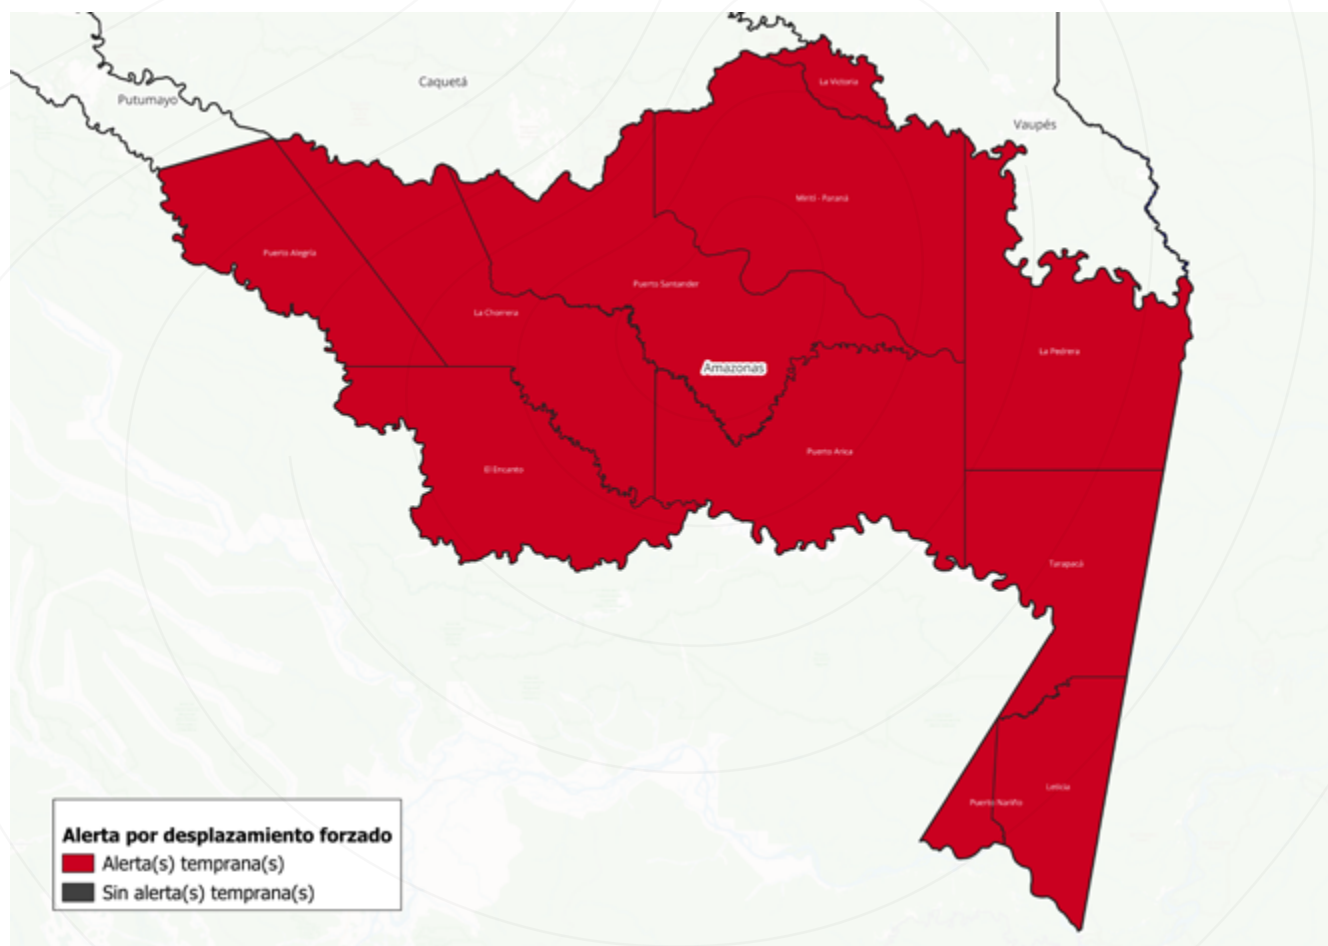 La Victoria
Caquetá
Putumayo
Vaupés
Mirití - Paraná
Puerto Alegría
Puerto Santander
La Chorrera
La Pedrera
Amazonas
Puerto Arica
El Encanto
Tarapacá
Leticia
Puerto Nariño
Alerta por desplazamiento forzado
Alerta(s) temprana(s)
Sin alerta(s) temprana(s)